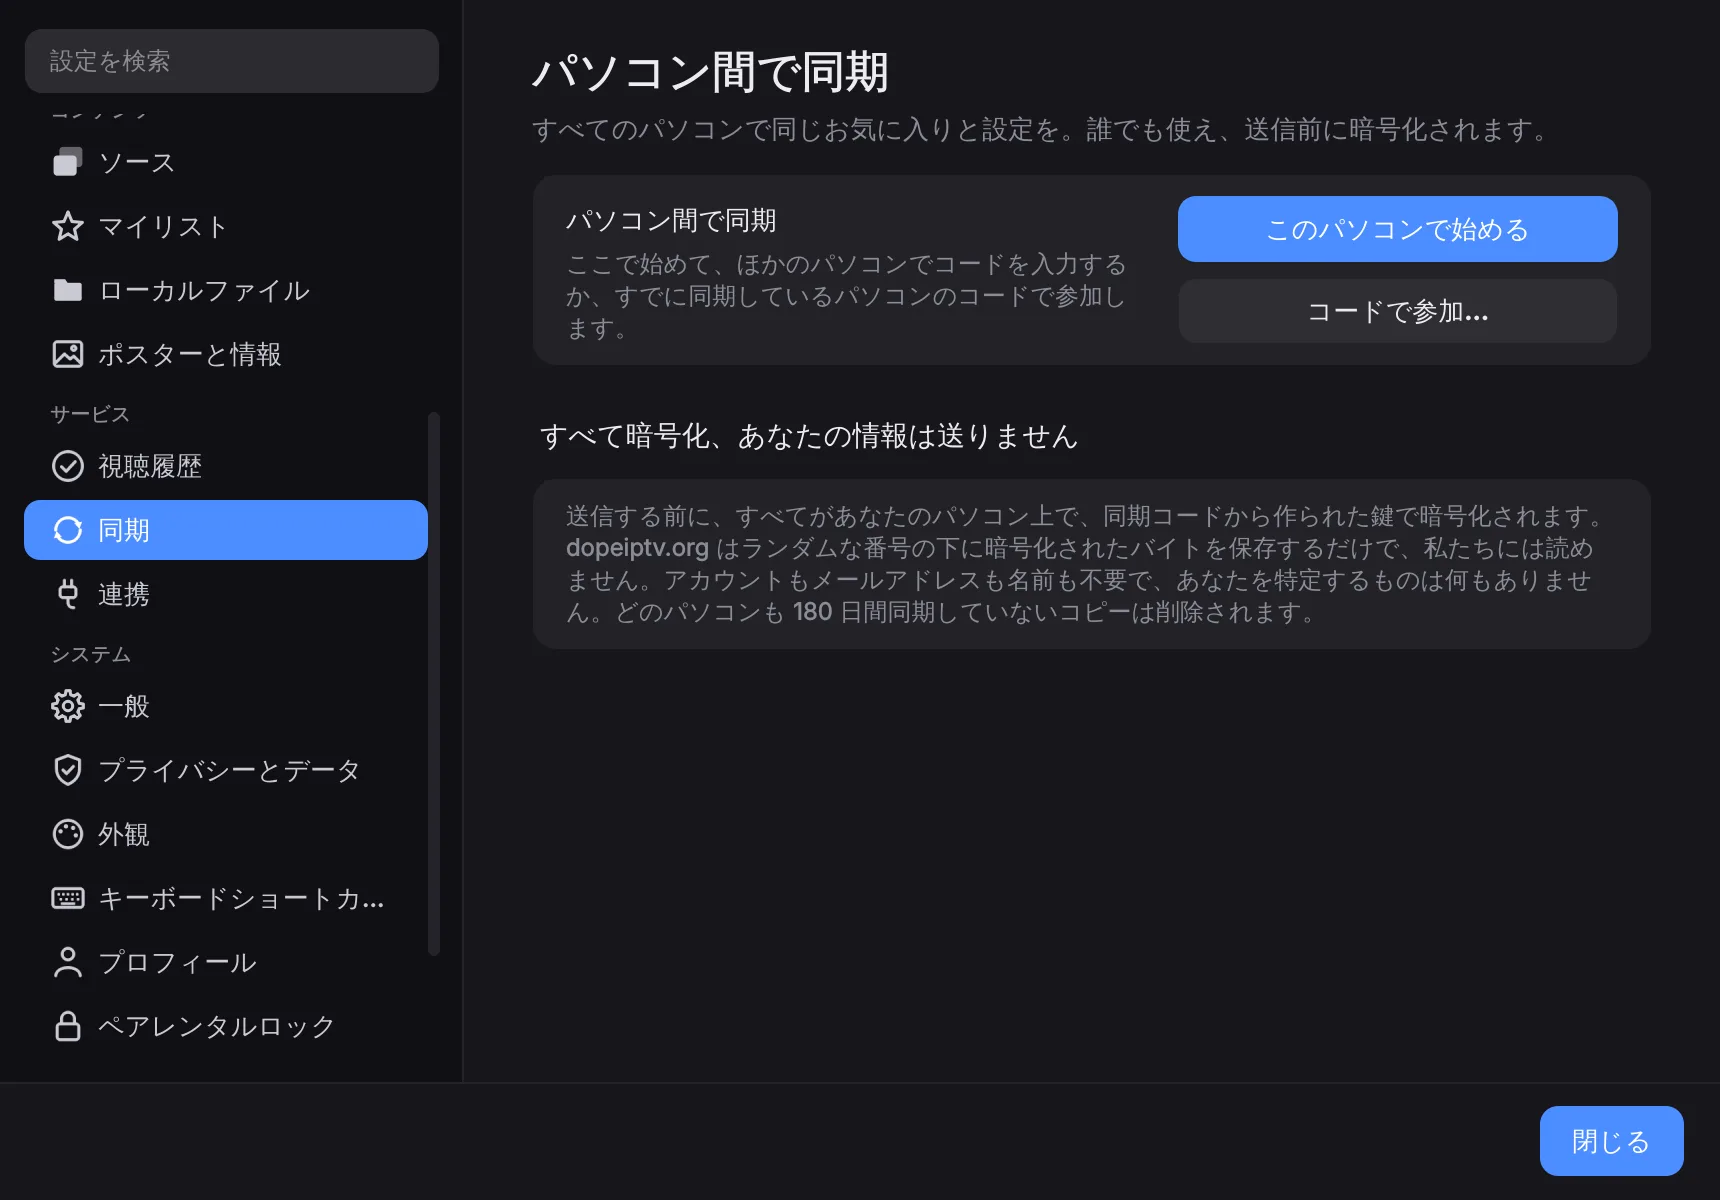 設定を検索
コンテンツ
ソース
マイリスト
ローカルファイル
ポスターと情報
サービス
視聴履歴
同期
連携
システム
一般
プライバシーとデータ
外観
キーボードショートカ...
プロフィール
ペアレンタルロック
パソコン間で同期
すべてのパソコンで同じお気に入りと設定を。誰でも使え、送信前に暗号化されます。
パソコン間で同期
ここで始めて、ほかのパソコンでコードを入力する
か、すでに同期しているパソコンのコードで参加し
ます。
このパソコンで始める
コードで参加...
すべて暗号化、あなたの情報は送りません
送信する前に、すべてがあなたのパソコン上で、同期コードから作られた鍵で暗号化されます。
dopeiptv.org はランダムな番号の下に暗号化されたバイトを保存するだけで、私たちには読め
ません。アカウントもメールアドレスも名前も不要で、あなたを特定するものは何もありませ
ん。どのパソコンも 180 日間同期していないコピーは削除されます。
閉じる